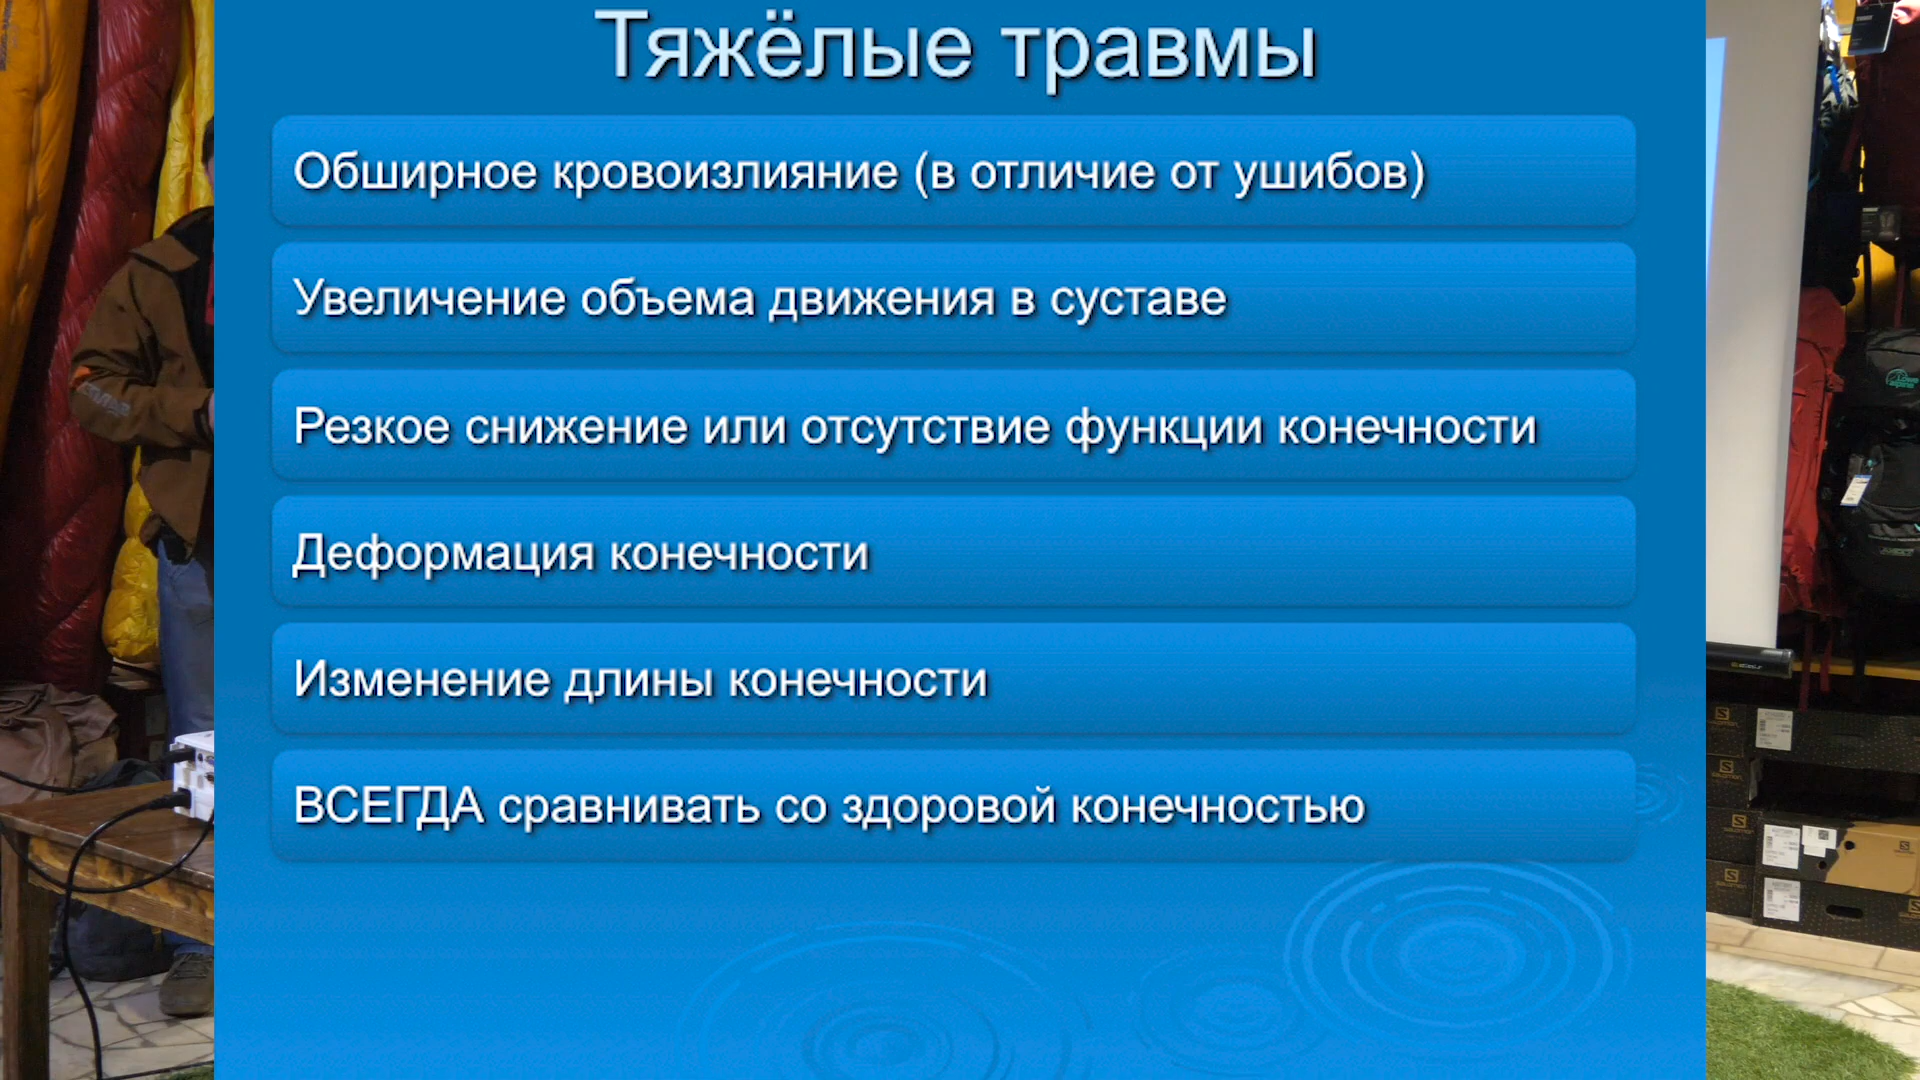 Тяжёлые травмы
Обширное кровоизлияние (в отличие от ушибов)
Увеличение объема движения в суставе
Резкое снижение или отсутствие функции конечности
Деформация конечности
Изменение длины конечности
ВСЕГДА сравнивать со здоровой конечностью